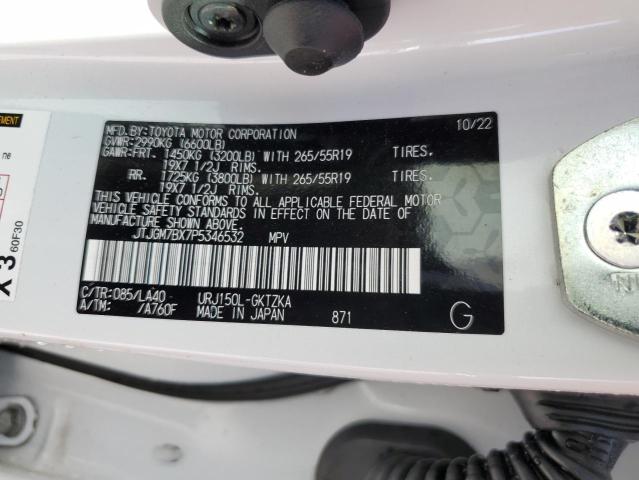 MFD. BY:TOYOTA MOTOR CORPORATION 10/22
GVWR:2990KG (6600LB)
GAWR:FRT. 1450KG (3200LB) WITH 265/55R19 TIRES.
19X7 1/2J RIMS.
RR. 1725KG (3800LB) WITH 265/55R19 TIRES.
19X7 1/2J RIMS.
THIS VEHICLE CONFORMS TO ALL APPLICABLE FEDERAL MOTOR
VEHICLE SAFETY STANDARDS IN EFFECT ON THE DATE OF
MANUFACTURE SHOWN ABOVE.
JTJGM7BX7P5346532 MPV
C/TR:085/LA40 URJ150L-GKTZKA
A/TM: /A760F MADE IN JAPAN 871 G
X 3
60F30